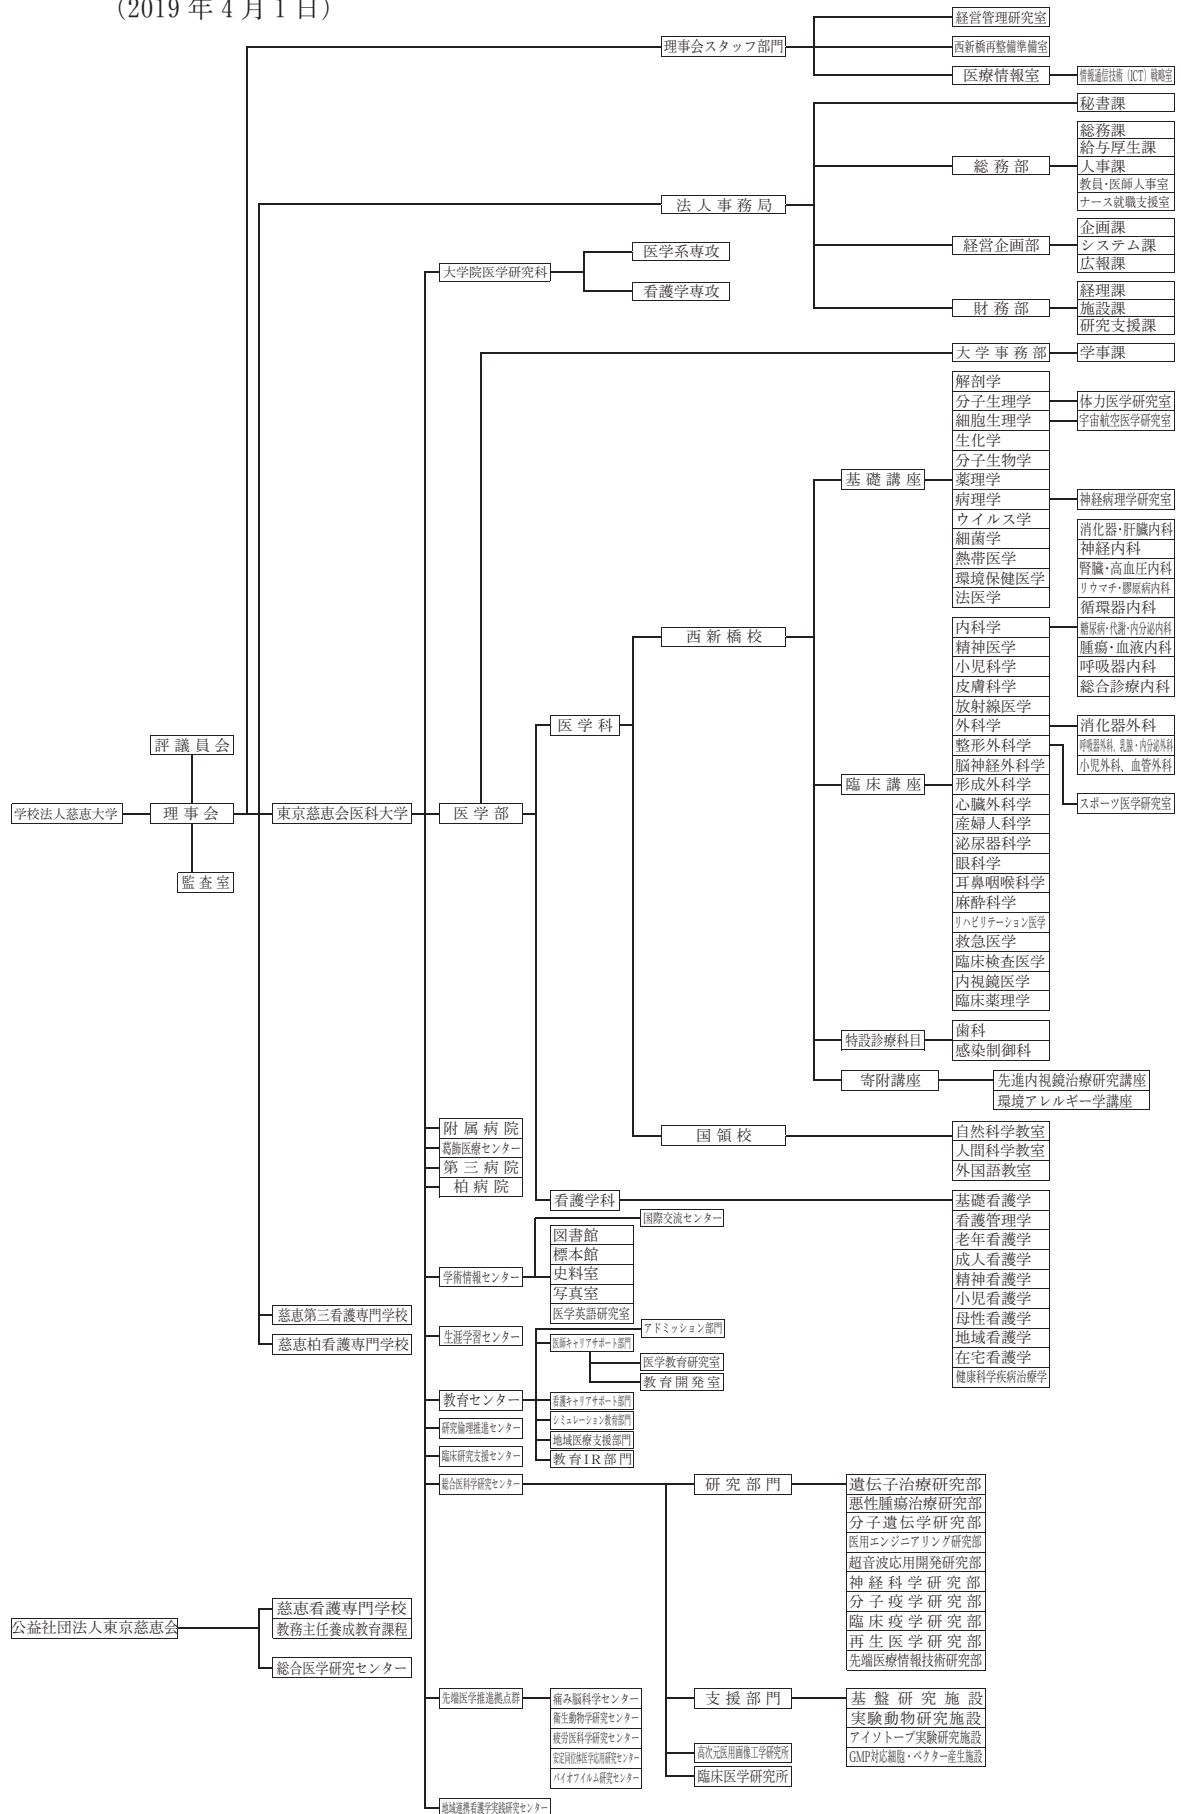 （2019 年 4 月 1 日）
経営管理研究室
理事会スタッフ部門
西新橋再整備準備室
医療情報室
情報通信技術（ICT）戦略室
秘書課
総務課
給与厚生課
総務部
人事課
教員・医師人事室
ナース就職支援室
法人事務局
企画課
経営企画部
システム課
広報課
医学系専攻
大学院医学研究科
看護学専攻
経理課
財務部
施設課
研究支援課
大学事務部
学事課
解剖学
分子生理学
体力医学研究室
細胞生理学
宇宙航空医学研究室
生化学
分子生物学
基礎講座
薬理学
病理学
神経病理学研究室
ウイルス学
細菌学
熱帯医学
環境保健医学
法医学
消化器・肝臓内科
神経内科
腎臓・高血圧内科
リウマチ・膠原病内科
循環器内科
糖尿病・代謝・内分泌内科
腫瘍・血液内科
呼吸器内科
総合診療内科
西新橋校
内科学
精神医学
小児科学
皮膚科学
放射線医学
医学科
外科学
消化器外科
整形外科学
呼吸器外科、乳腺・内分泌外科
脳神経外科学
小児外科、血管外科
臨床講座
形成外科学
心臓外科学
スポーツ医学研究室
産婦人科学
泌尿器科学
眼科学
耳鼻咽喉科学
麻酔科学
リハビリテーション医学
救急医学
臨床検査医学
内視鏡医学
臨床薬理学
評議員会
学校法人慈恵大学
理事会
東京慈恵会医科大学
医学部
監査室
特設診療科目
歯科
感染制御科
寄附講座
先進内視鏡治療研究講座
環境アレルギー学講座
附属病院
葛飾医療センター
第三病院
柏病院
国領校
自然科学教室
人間科学教室
外国語教室
看護学科
基礎看護学
看護管理学
老年看護学
成人看護学
精神看護学
小児看護学
母性看護学
地域看護学
在宅看護学
健康科学疾病治療学
国際交流センター
図書館
標本館
学術情報センター
史料室
写真室
医学英語研究室
慈恵第三看護専門学校
慈恵柏看護専門学校
生涯学習センター
アドミッション部門
医師キャリアサポート部門
医学教育研究室
教育開発室
教育センター
看護キャリアサポート部門
シミュレーション教育部門
地域医療支援部門
教育IR部門
研究倫理推進センター
臨床研究支援センター
総合医科学研究センター
研究部門
遺伝子治療研究部
悪性腫瘍治療研究部
分子遺伝学研究部
医用エンジニアリング研究部
超音波応用開発研究部
神経科学研究部
分子疫学研究部
臨床疫学研究部
再生医学研究部
先端医療情報技術研究部
公益社団法人東京慈恵会
慈恵看護専門学校
教務主任養成教育課程
総合医学研究センター
先端医学推進拠点群
痛み脳科学センター
衛生動物学研究センター
疲労医科学研究センター
安定同位体医学応用研究センター
バイオフィルム研究センター
支援部門
基盤研究施設
実験動物研究施設
アイソトープ実験研究施設
GMP対応細胞・ベクター産生施設
高次元医用画像工学研究所
臨床医学研究所
地域連携看護学実践研究センター